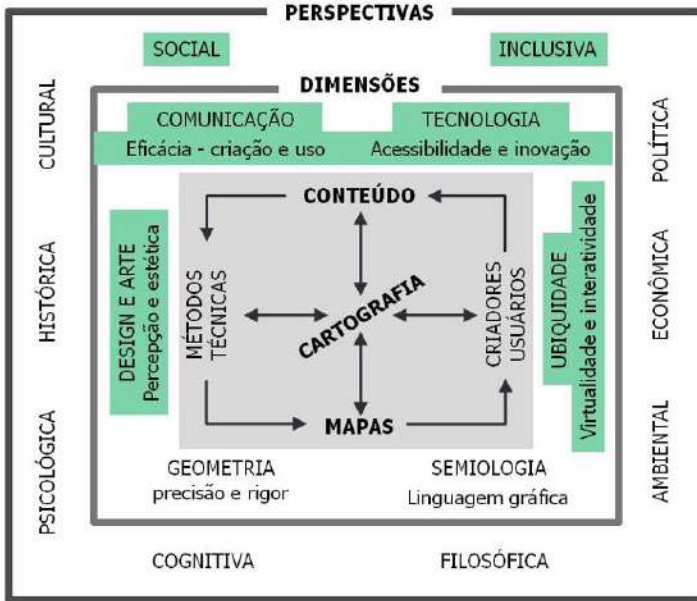 PERSPECTIVAS
SOCIAL
INCLUSIVA
DIMENSÕES
CULTURAL
POLÍTICA
COMUNICAÇÃO
Eficácia - criação e uso
TECNOLOGIA
Acessibilidade e inovação
CONTEÚDO
HISTÓRICA
DESIGN E ARTE
Percepção e estética
MÉTODOS
TÉCNICAS
CARTOGRAFIA
CRIADORES
USUÁRIOS
UBIQUIDADE
Virtualidade e interatividade
ECONÔMICA
MAPAS
PSICOLÓGICA
GEOMETRIA
precisão e rigor
SEMIOLOGIA
Linguagem gráfica
AMBIENTAL
COGNITIVA
FILOSÓFICA